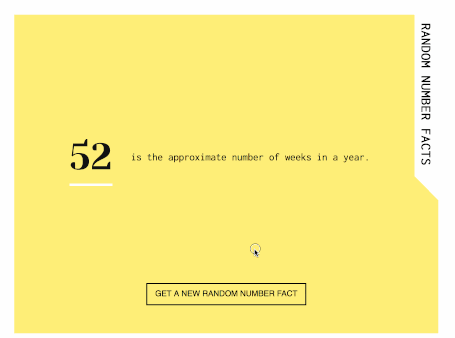 RANDOM NUMBER FACTS
52 is the approximate number of weeks in a year.
GET A NEW RANDOM NUMBER FACT